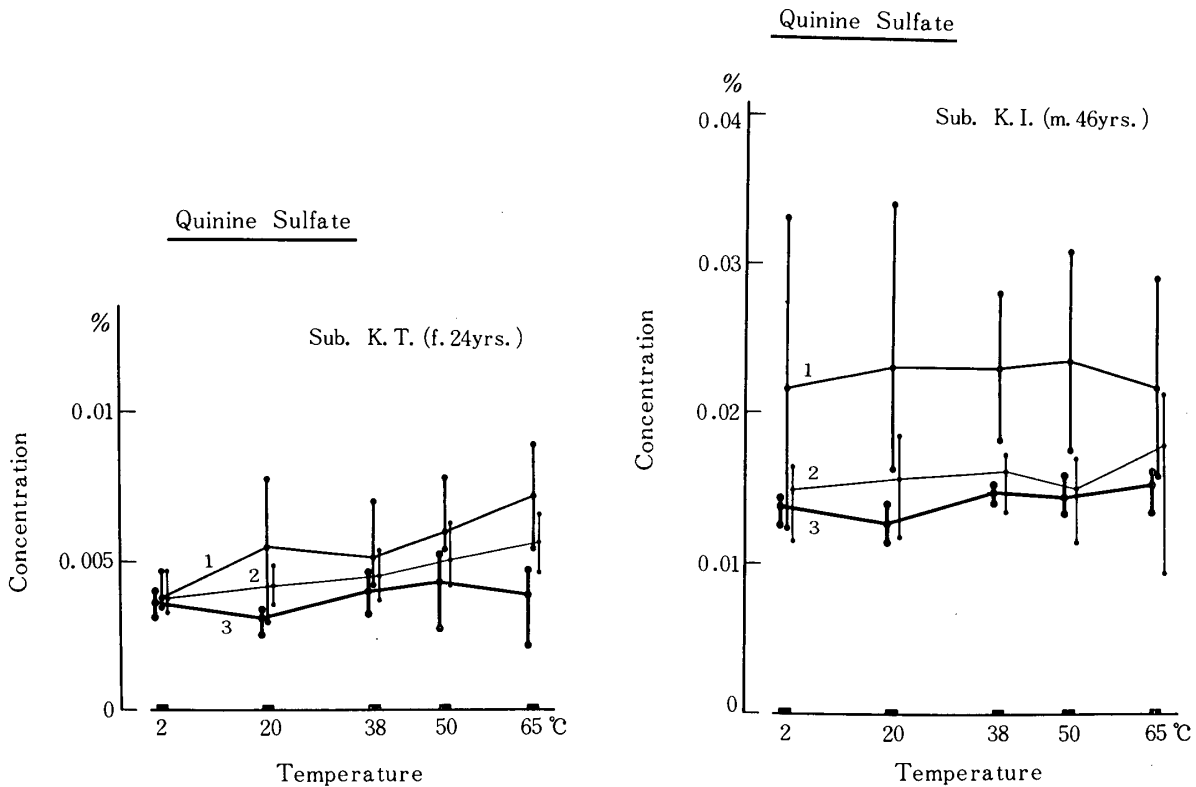 Quinine Sulfate
%
Sub. K.T. (f.24yrs.)
0.01
0.005
0
Concentration
1
2
3
2 20 38 50 65 ℃
Temperature
Quinine Sulfate
%
0.04
Sub. K.I. (m.46yrs.)
0.03
0.02
0.01
0
Concentration
1
2
3
2 20 38 50 65 ℃
Temperature